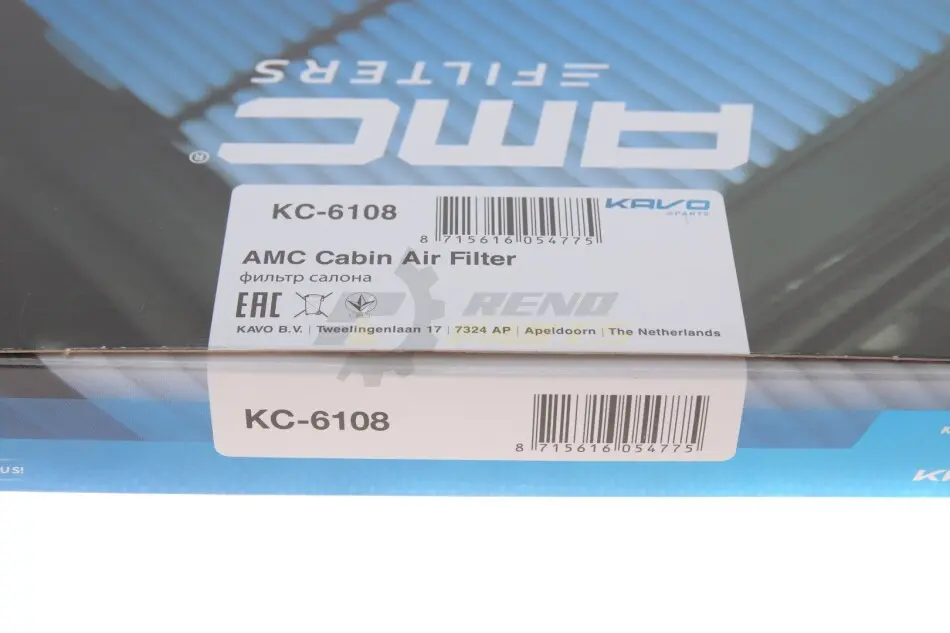 FILTERS
AMC
®
KC-6108
8 715616 054775
KAVO
PARTS
AMC Cabin Air Filter
фильтр салона
EAC
RENO
KAVO B.V. | Tweelingenlaan 17 | 7324 AP | Apeldoorn | The Netherlands
KC-6108
8 715616 054775
US!